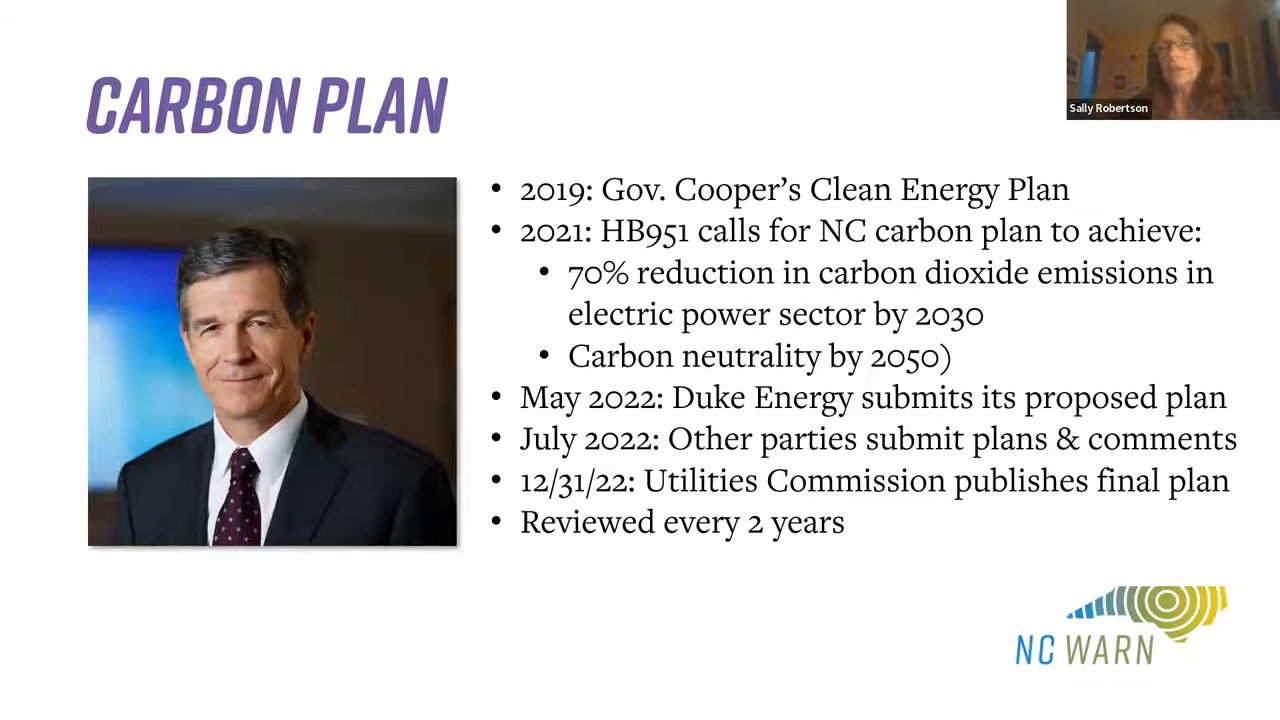 Sally Robertson
CARBON PLAN
• 2019: Gov. Cooper’s Clean Energy Plan
• 2021: HB951 calls for NC carbon plan to achieve:
• 70% reduction in carbon dioxide emissions in
electric power sector by 2030
• Carbon neutrality by 2050)
• May 2022: Duke Energy submits its proposed plan
• July 2022: Other parties submit plans & comments
• 12/31/22: Utilities Commission publishes final plan
• Reviewed every 2 years
NC WARN